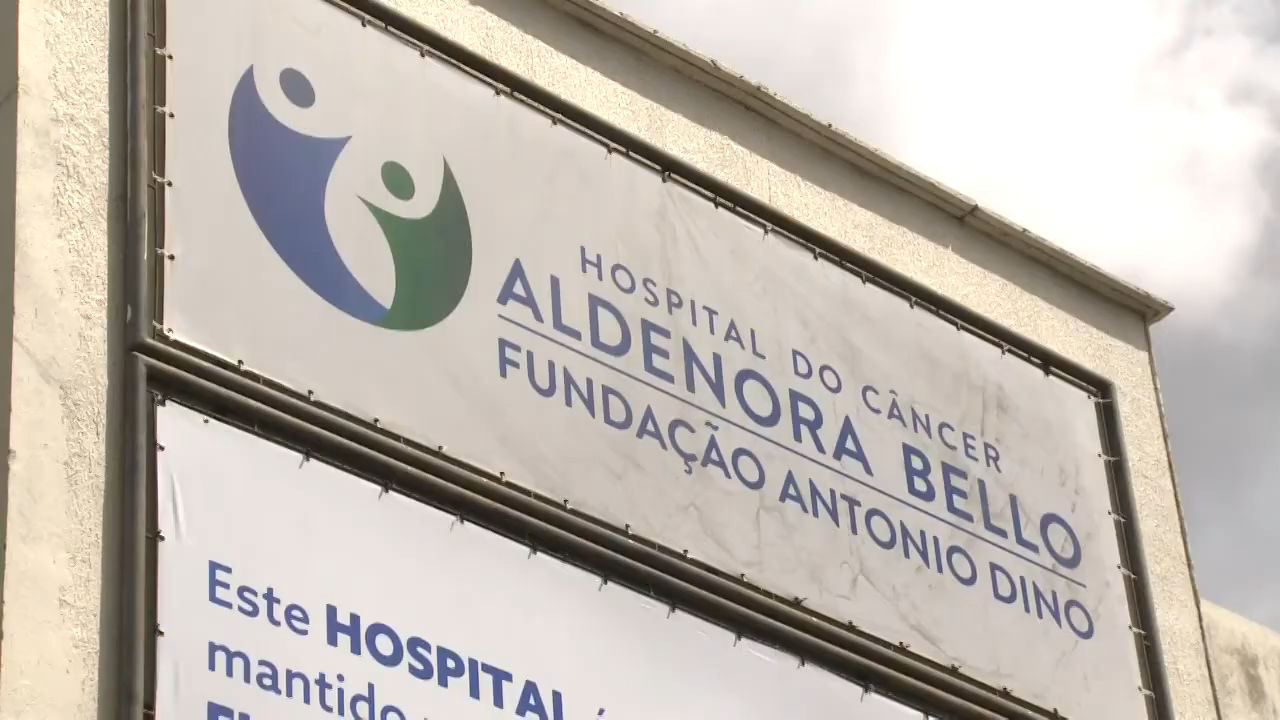 HOSPITAL DO CÂNCER
ALDENORA BELLO
FUNDAÇÃO ANTONIO DINO
Este HOSPITAL é
mantido